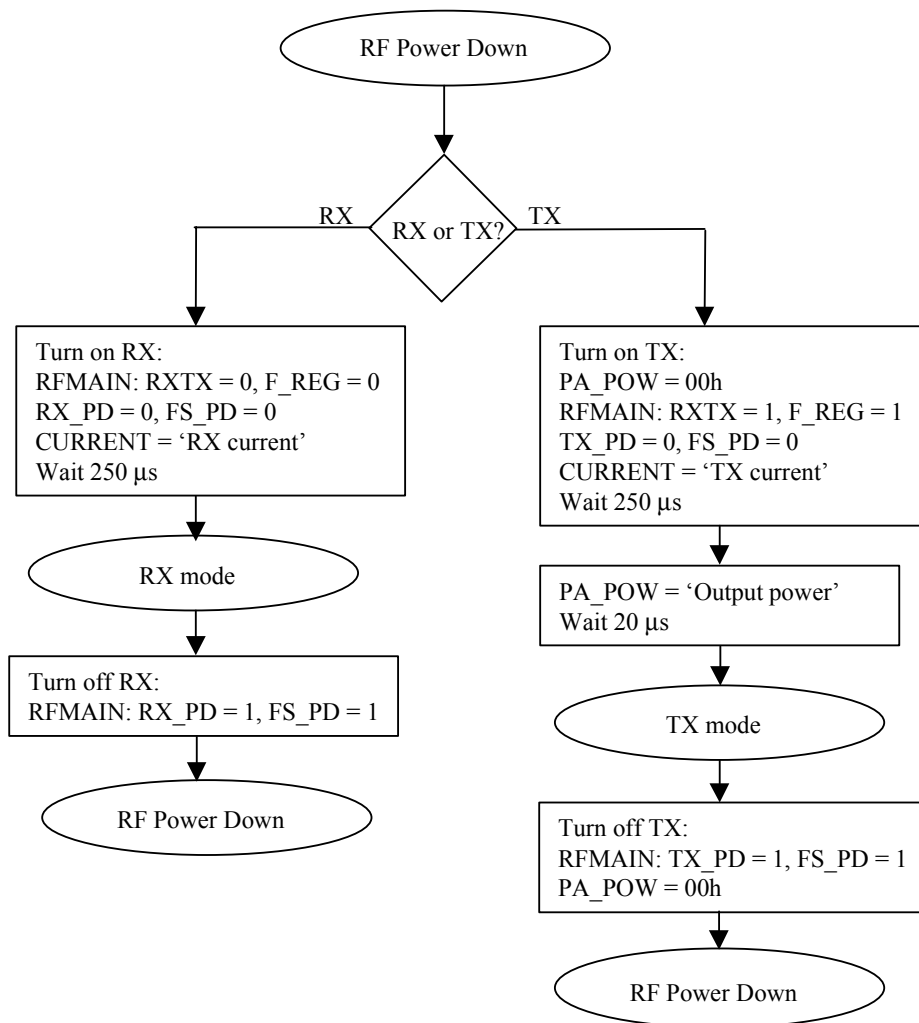 RF Power Down
RX
RX or TX?
TX
Turn on RX:
RFMAIN: RXTX = 0, F_REG = 0
RX_PD = 0, FS_PD = 0
CURRENT = ‘RX current’
Wait 250 µs
RX mode
Turn off RX:
RFMAIN: RX_PD = 1, FS_PD = 1
RF Power Down
Turn on TX:
PA_POW = 00h
RFMAIN: RXTX = 1, F_REG = 1
TX_PD = 0, FS_PD = 0
CURRENT = ‘TX current’
Wait 250 µs
PA_POW = ‘Output power’
Wait 20 µs
TX mode
Turn off TX:
RFMAIN: TX_PD = 1, FS_PD = 1
PA_POW = 00h
RF Power Down